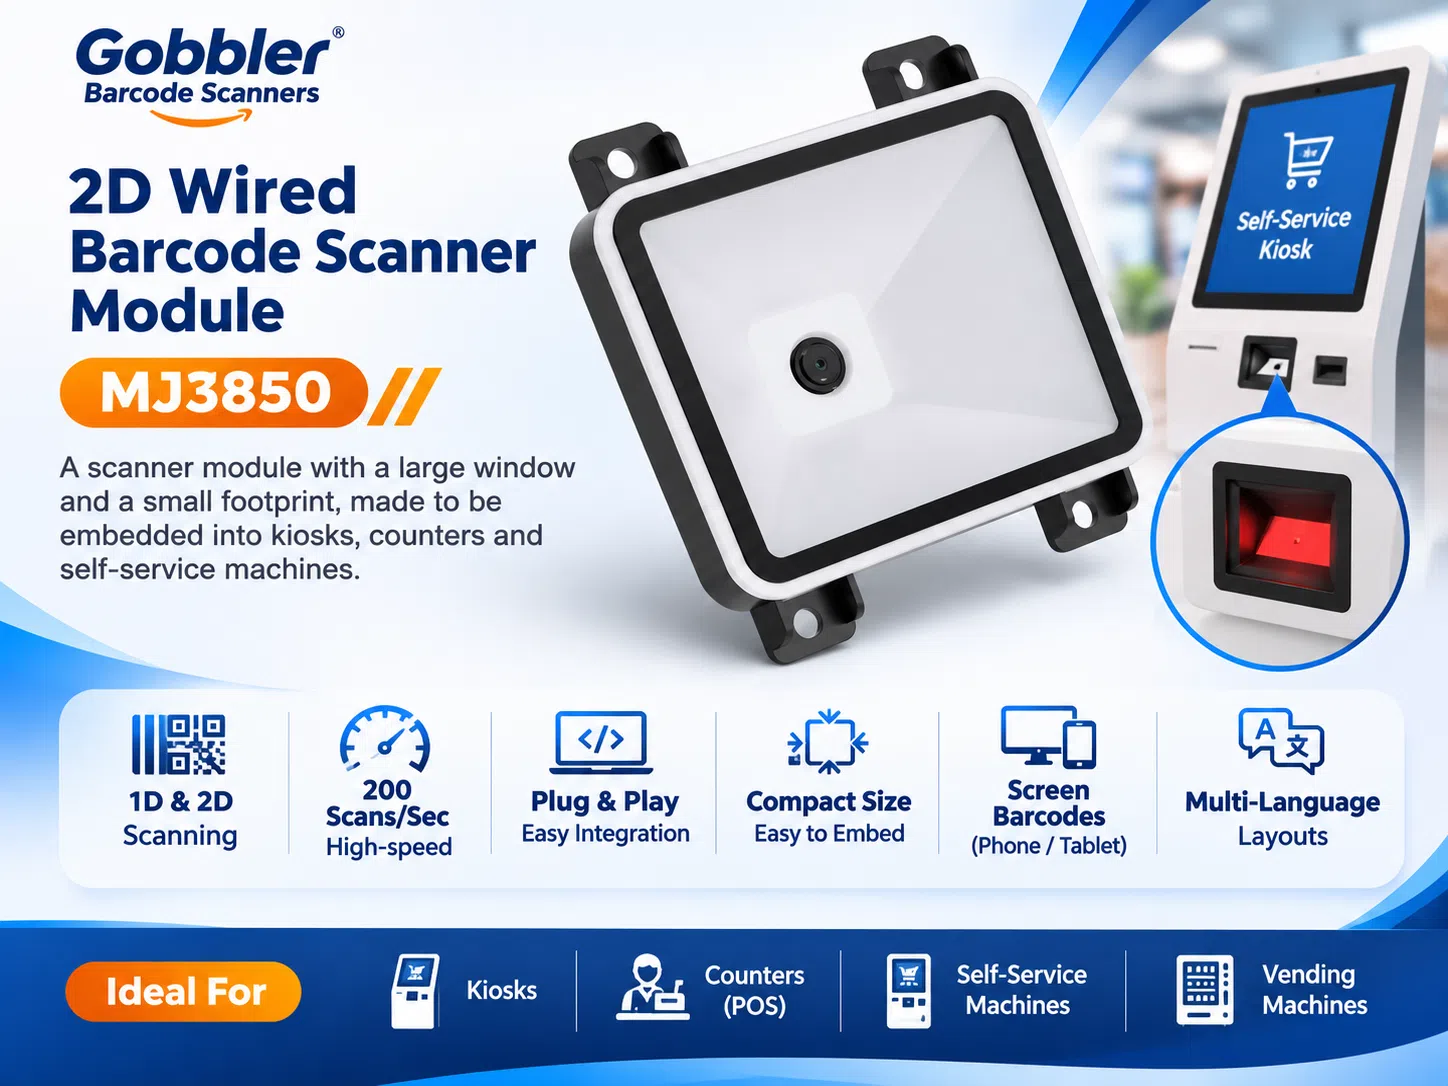 Gobbler®
Barcode Scanners
2D Wired
Barcode Scanner
Module
MJ3850
A scanner module with a large window
and a small footprint, made to be
embedded into kiosks, counters and
self-service machines.
Self-Service
Kiosk
1D & 2D
Scanning
200
Scans/Sec
High-speed
</>
Plug & Play
Easy Integration
Compact Size
Easy to Embed
Screen
Barcodes
(Phone / Tablet)
A 文
Multi-Language
Layouts
Ideal For
Kiosks
Counters
(POS)
Self-Service
Machines
Vending
Machines